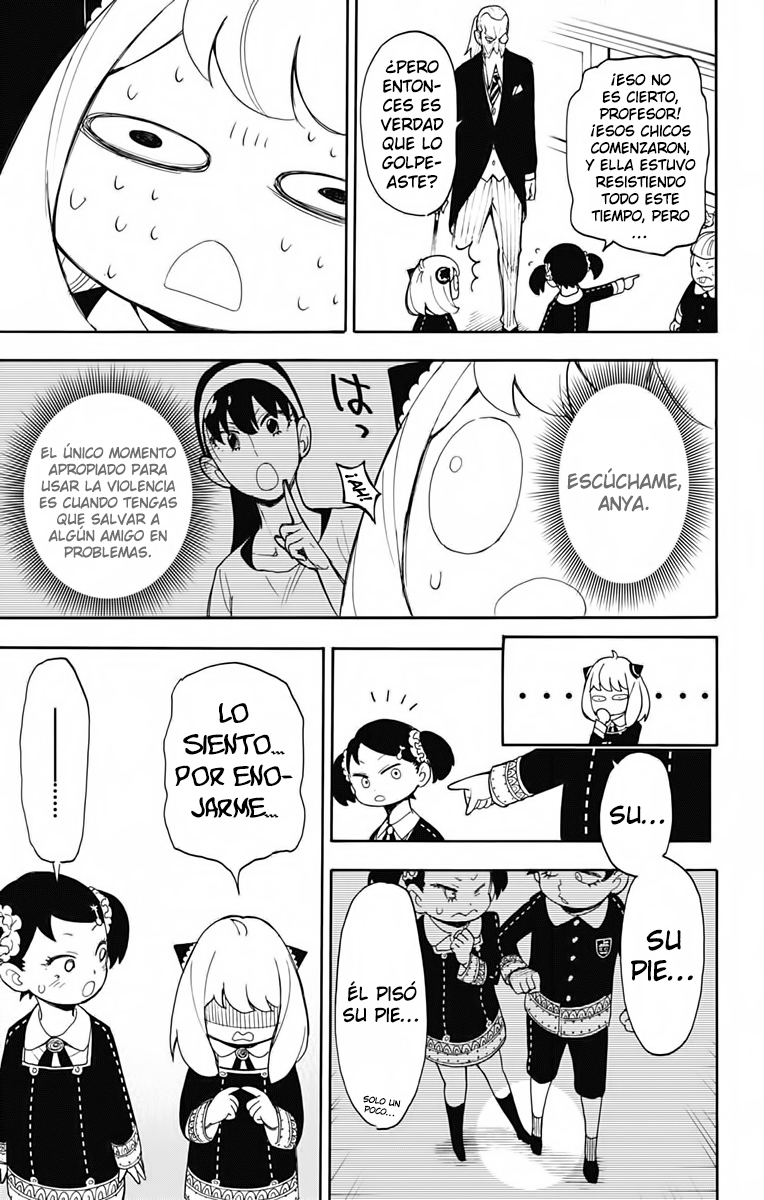 ¡ESO NO
ES CIERTO,
PROFESOR!
¡ESOS CHICOS
COMENZARON,
Y ELLA ESTUVO
RESISTIENDO
TODO ESTE
TIEMPO, PERO
...
¿PERO
ENTON-
CES ES
VERDAD
QUE LO
GOLPE-
ASTE?
ESCÚCHAME,
ANYA.
はっ
¡AH!
EL ÚNICO MOMENTO
APROPIADO PARA
USAR LA VIOLENCIA
ES CUANDO TENGAS
QUE SALVAR A
ALGÚN AMIGO EN
PROBLEMAS.
SU...
SU
PIE...
ÉL PISÓ
SU PIE...
SOLO UN
POCO...
LO
SIENTO...
POR ENO-
JARME...